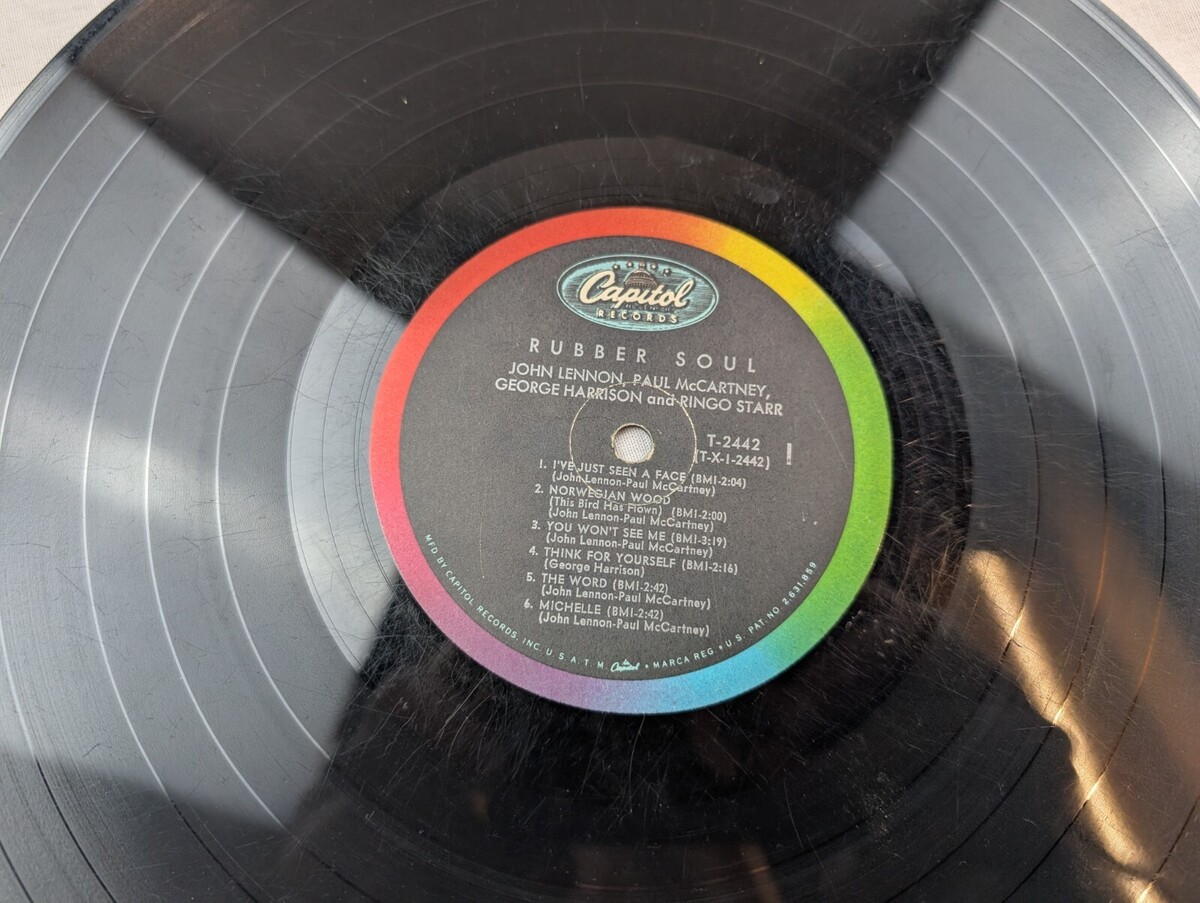 Capitol
RECORDS
RUBBER SOUL
JOHN LENNON, PAUL McCARTNEY,
GEORGE HARRISON and RINGO STARR
T-2442
(T-X-1-2442)
1
1. I'VE JUST SEEN A FACE (BMI-2:04)
(John Lennon-Paul McCartney)
2. NORWEGIAN WOOD
(This Bird Has Flown) (BMI-2:00)
(John Lennon-Paul McCartney)
3. YOU WON'T SEE ME (BMI-3:19)
(John Lennon-Paul McCartney)
4. THINK FOR YOURSELF (BMI-2:16)
(George Harrison)
5. THE WORD (BMI-2:42)
(John Lennon-Paul McCartney)
6. MICHELLE (BMI-2:42)
(John Lennon-Paul McCartney)
MFD BY CAPITOL RECORDS, INC. U. S. A. T. M. Capitol • MARCA REG. • U. S. PAT. NO. 2,631,859